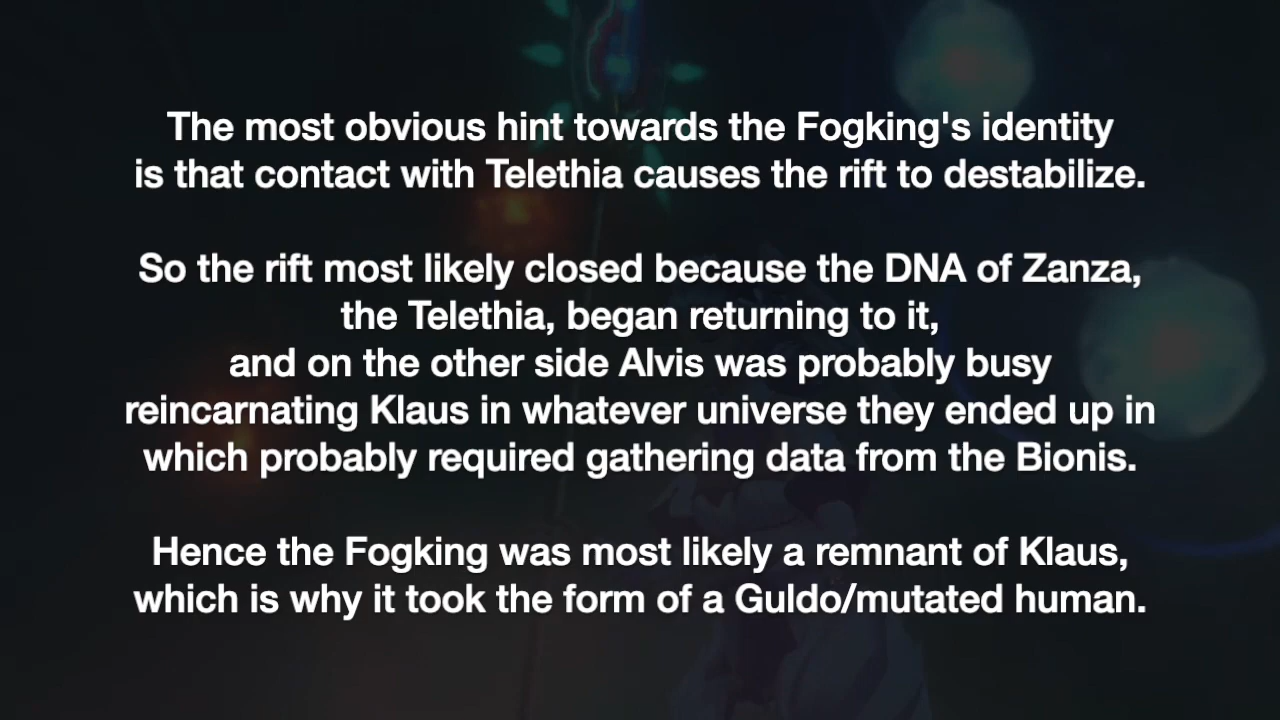 The most obvious hint towards the Fogking's identity
is that contact with Telethia causes the rift to destabilize.
So the rift most likely closed because the DNA of Zanza,
the Telethia, began returning to it,
and on the other side Alvis was probably busy
reincarnating Klaus in whatever universe they ended up in
which probably required gathering data from the Bionis.
Hence the Fogking was most likely a remnant of Klaus,
which is why it took the form of a Guldo/mutated human.